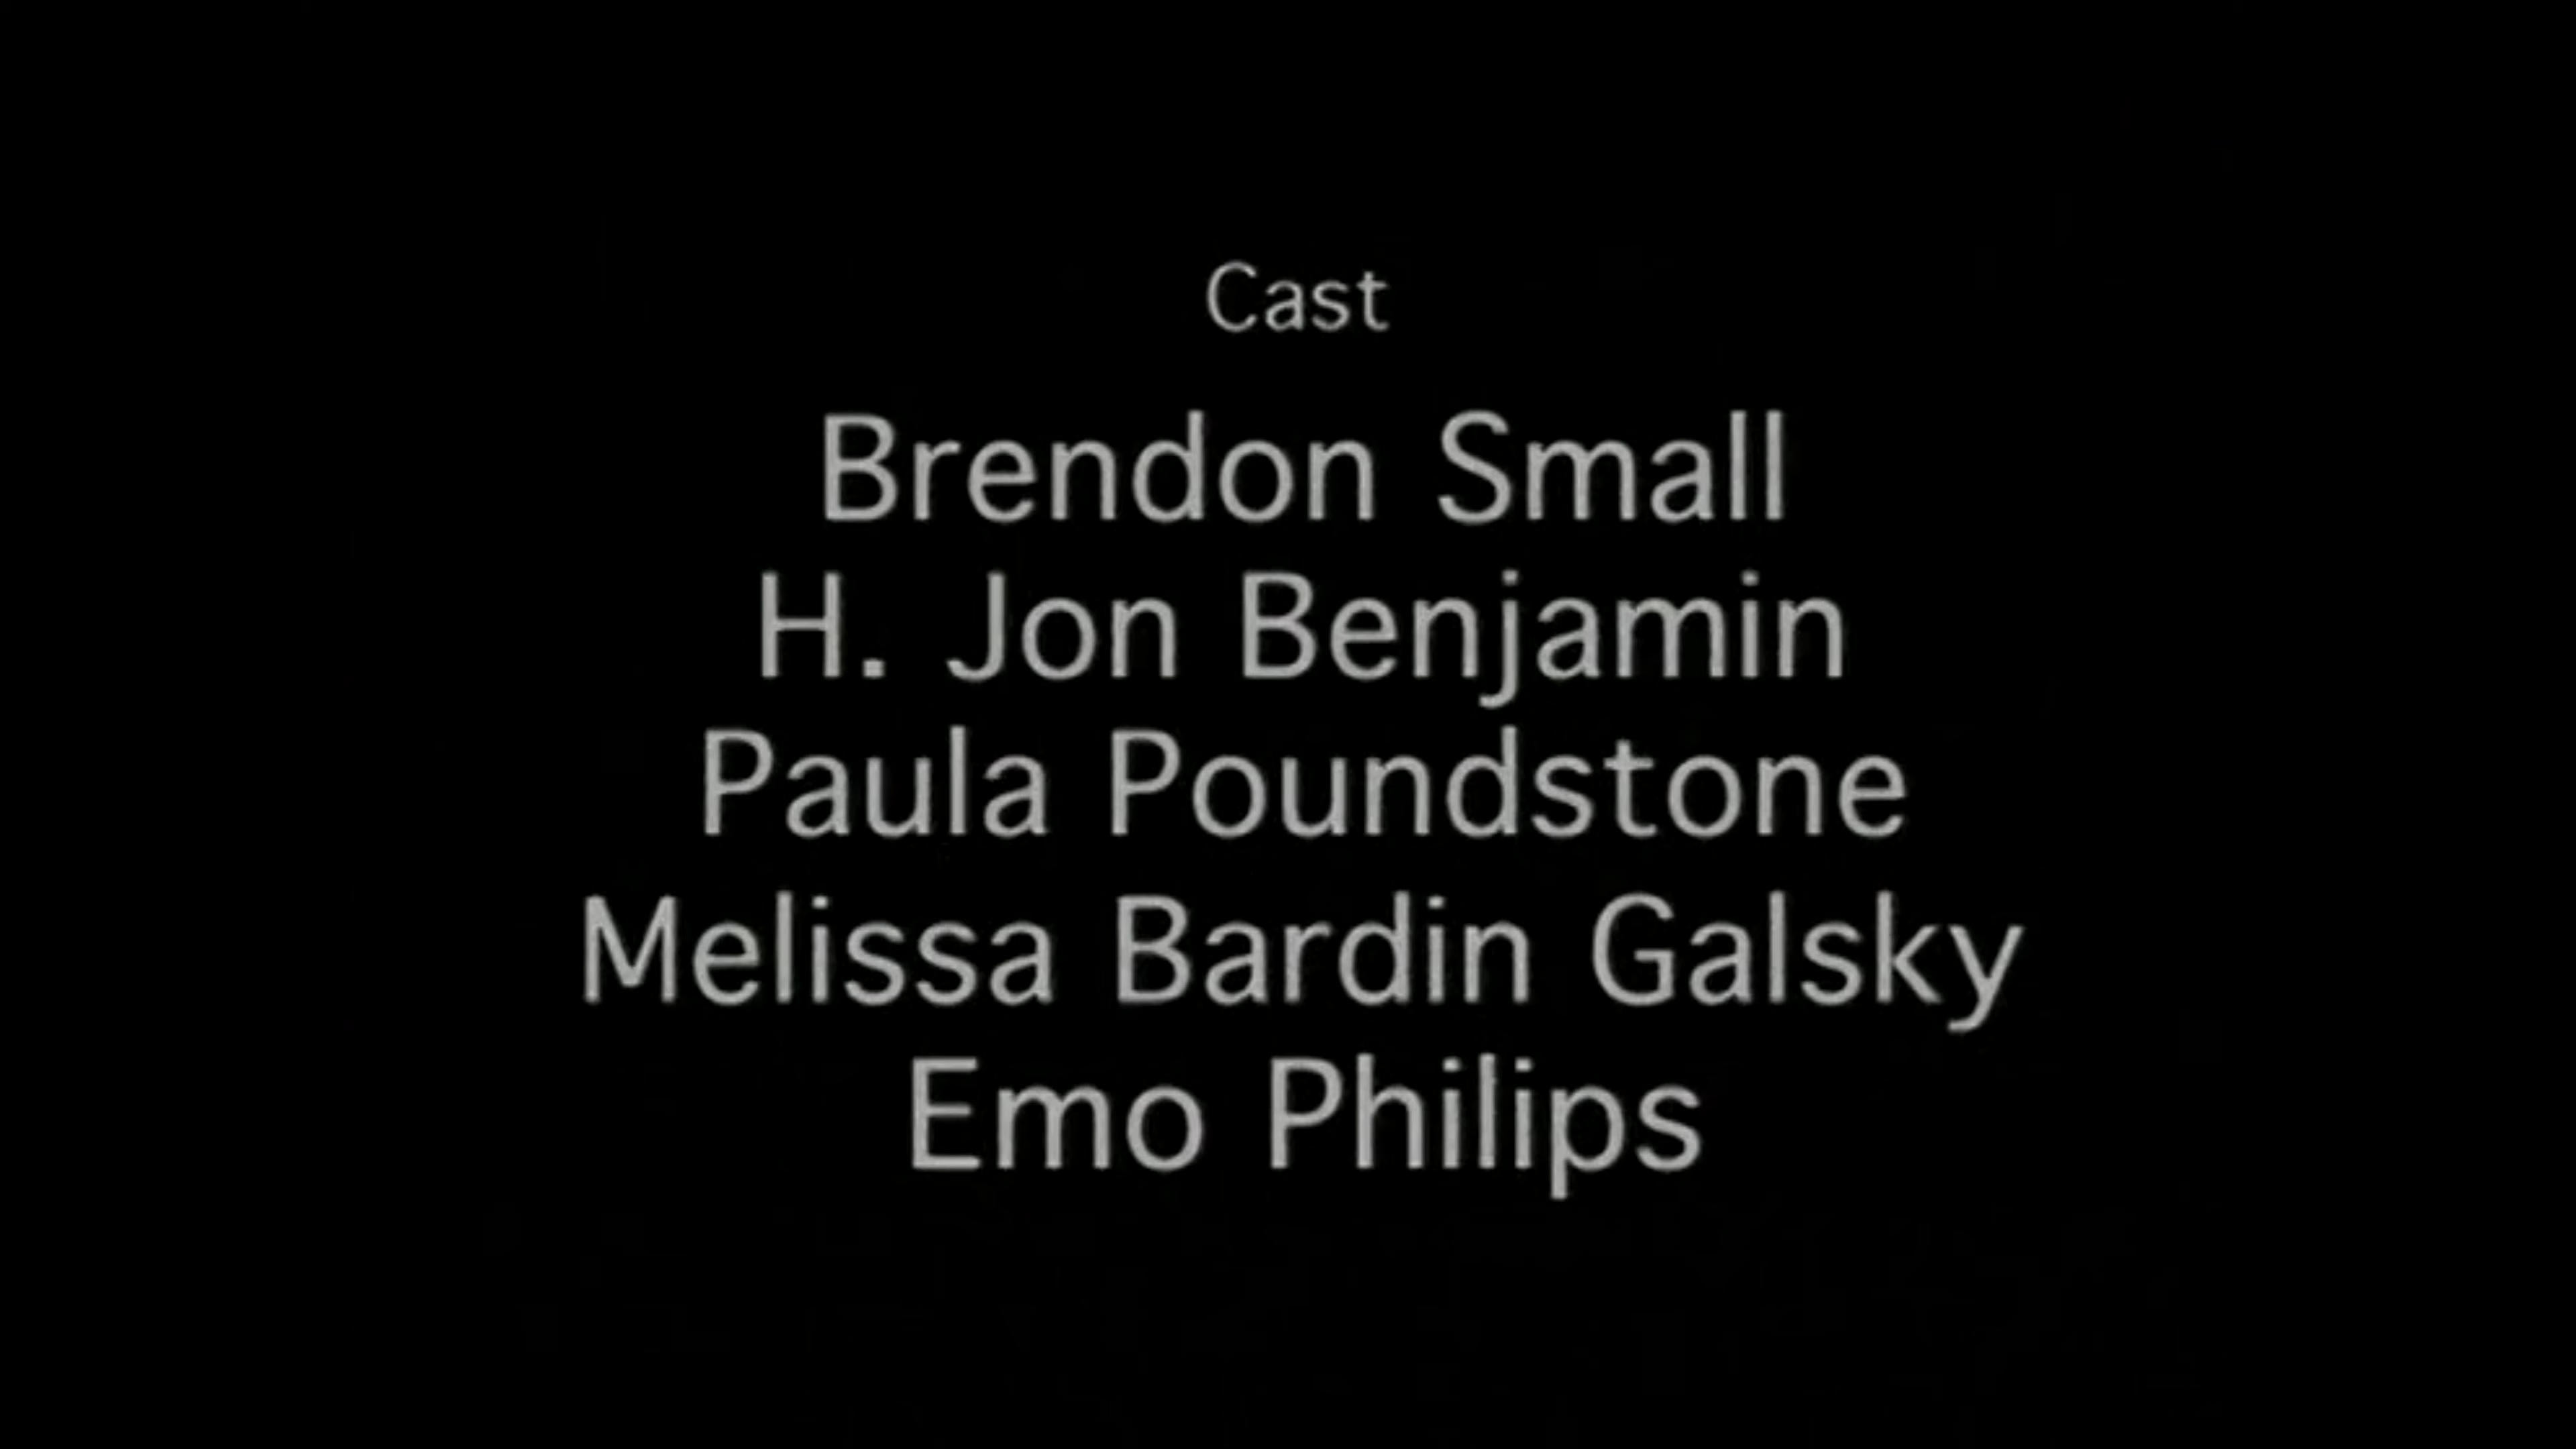 Cast
Brendon Small
H. Jon Benjamin
Paula Poundstone
Melissa Bardin Galsky
Emo Philips